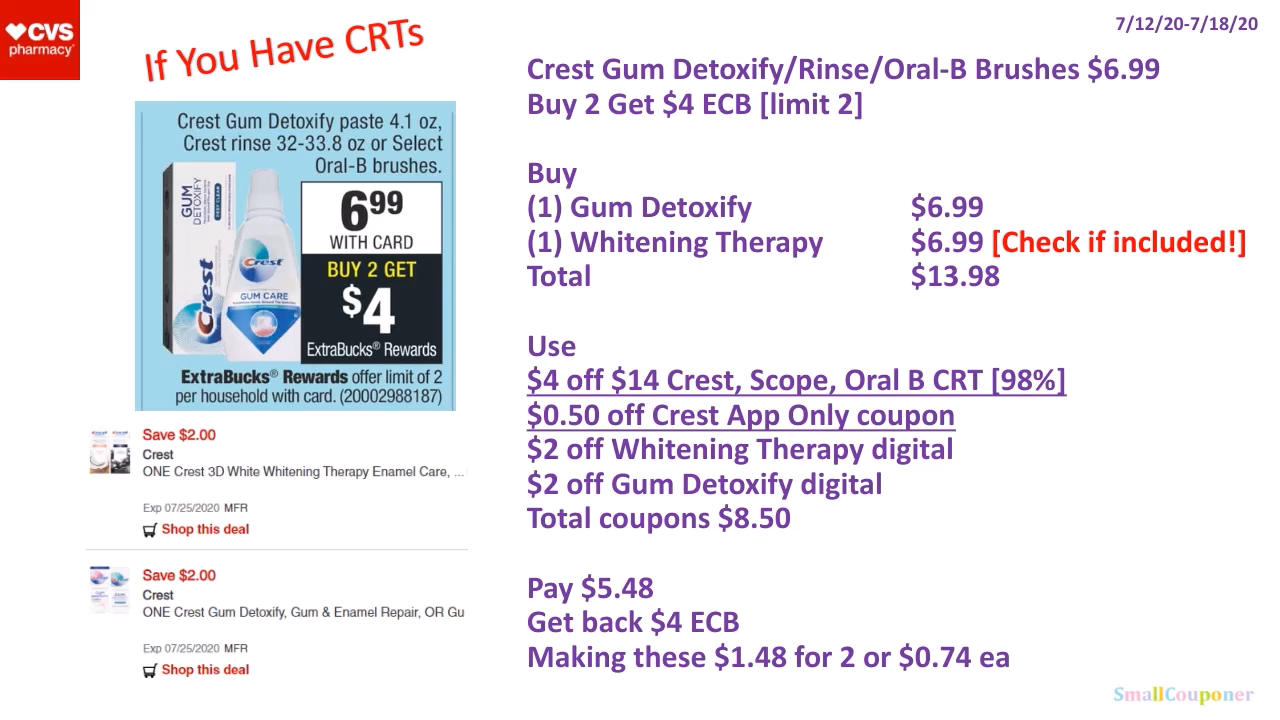 CVS
pharmacy
If You Have CRTs
7/12/20-7/18/20
Crest Gum Detoxify paste 4.1 oz,
Crest rinse 32-33.8 oz or Select
Oral-B brushes.
GUM
DETOXIFY
DEEP CLEAN
Crest
Crest
GUM CARE
6⁹⁹
WITH CARD
BUY 2 GET
$4
ExtraBucks® Rewards
ExtraBucks® Rewards offer limit of 2
per household with card. (20002988187)
Save $2.00
Crest
ONE Crest 3D White Whitening Therapy Enamel Care, ...
Exp 07/25/2020 MFR
Shop this deal
Save $2.00
Crest
ONE Crest Gum Detoxify, Gum & Enamel Repair, OR Gu
Exp 07/25/2020 MFR
Shop this deal
Crest Gum Detoxify/Rinse/Oral-B Brushes $6.99
Buy 2 Get $4 ECB [limit 2]
Buy
(1) Gum Detoxify $6.99
(1) Whitening Therapy $6.99 [Check if included!]
Total $13.98
Use
$4 off $14 Crest, Scope, Oral B CRT [98%]
$0.50 off Crest App Only coupon
$2 off Whitening Therapy digital
$2 off Gum Detoxify digital
Total coupons $8.50
Pay $5.48
Get back $4 ECB
Making these $1.48 for 2 or $0.74 ea
SmallCouponer